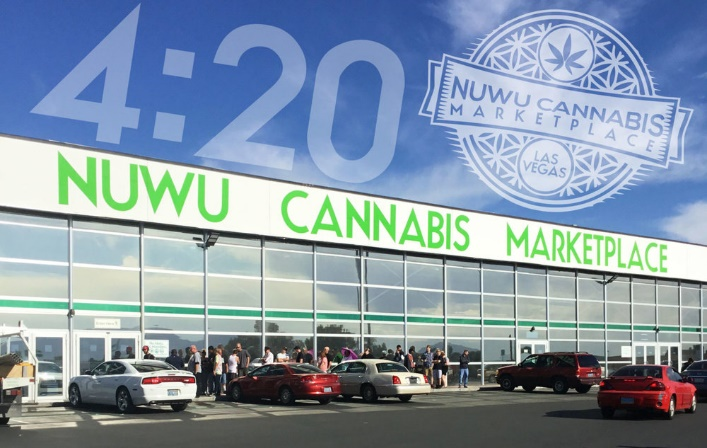 4:20
NUWU CANNABIS
MARKETPLACE
LAS
VEGAS
NUWU CANNABIS MARKETPLACE